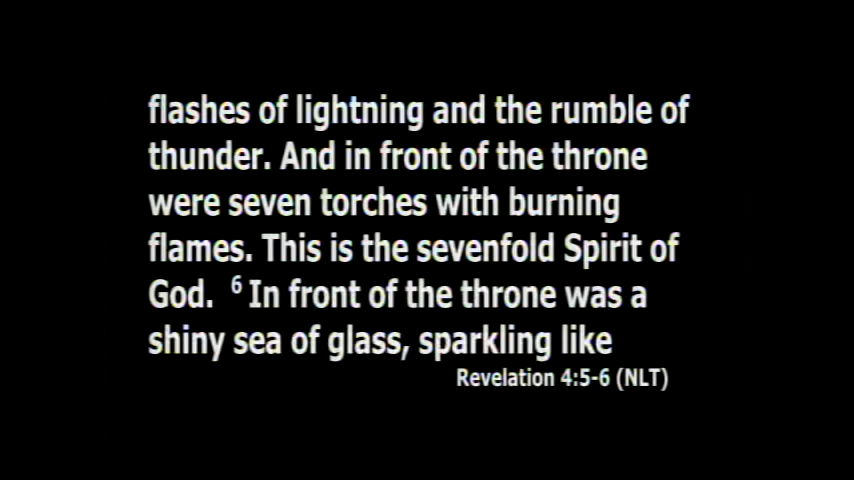 flashes of lightning and the rumble of
thunder. And in front of the throne
were seven torches with burning
flames. This is the sevenfold Spirit of
God. 6 In front of the throne was a
shiny sea of glass, sparkling like
Revelation 4:5-6 (NLT)